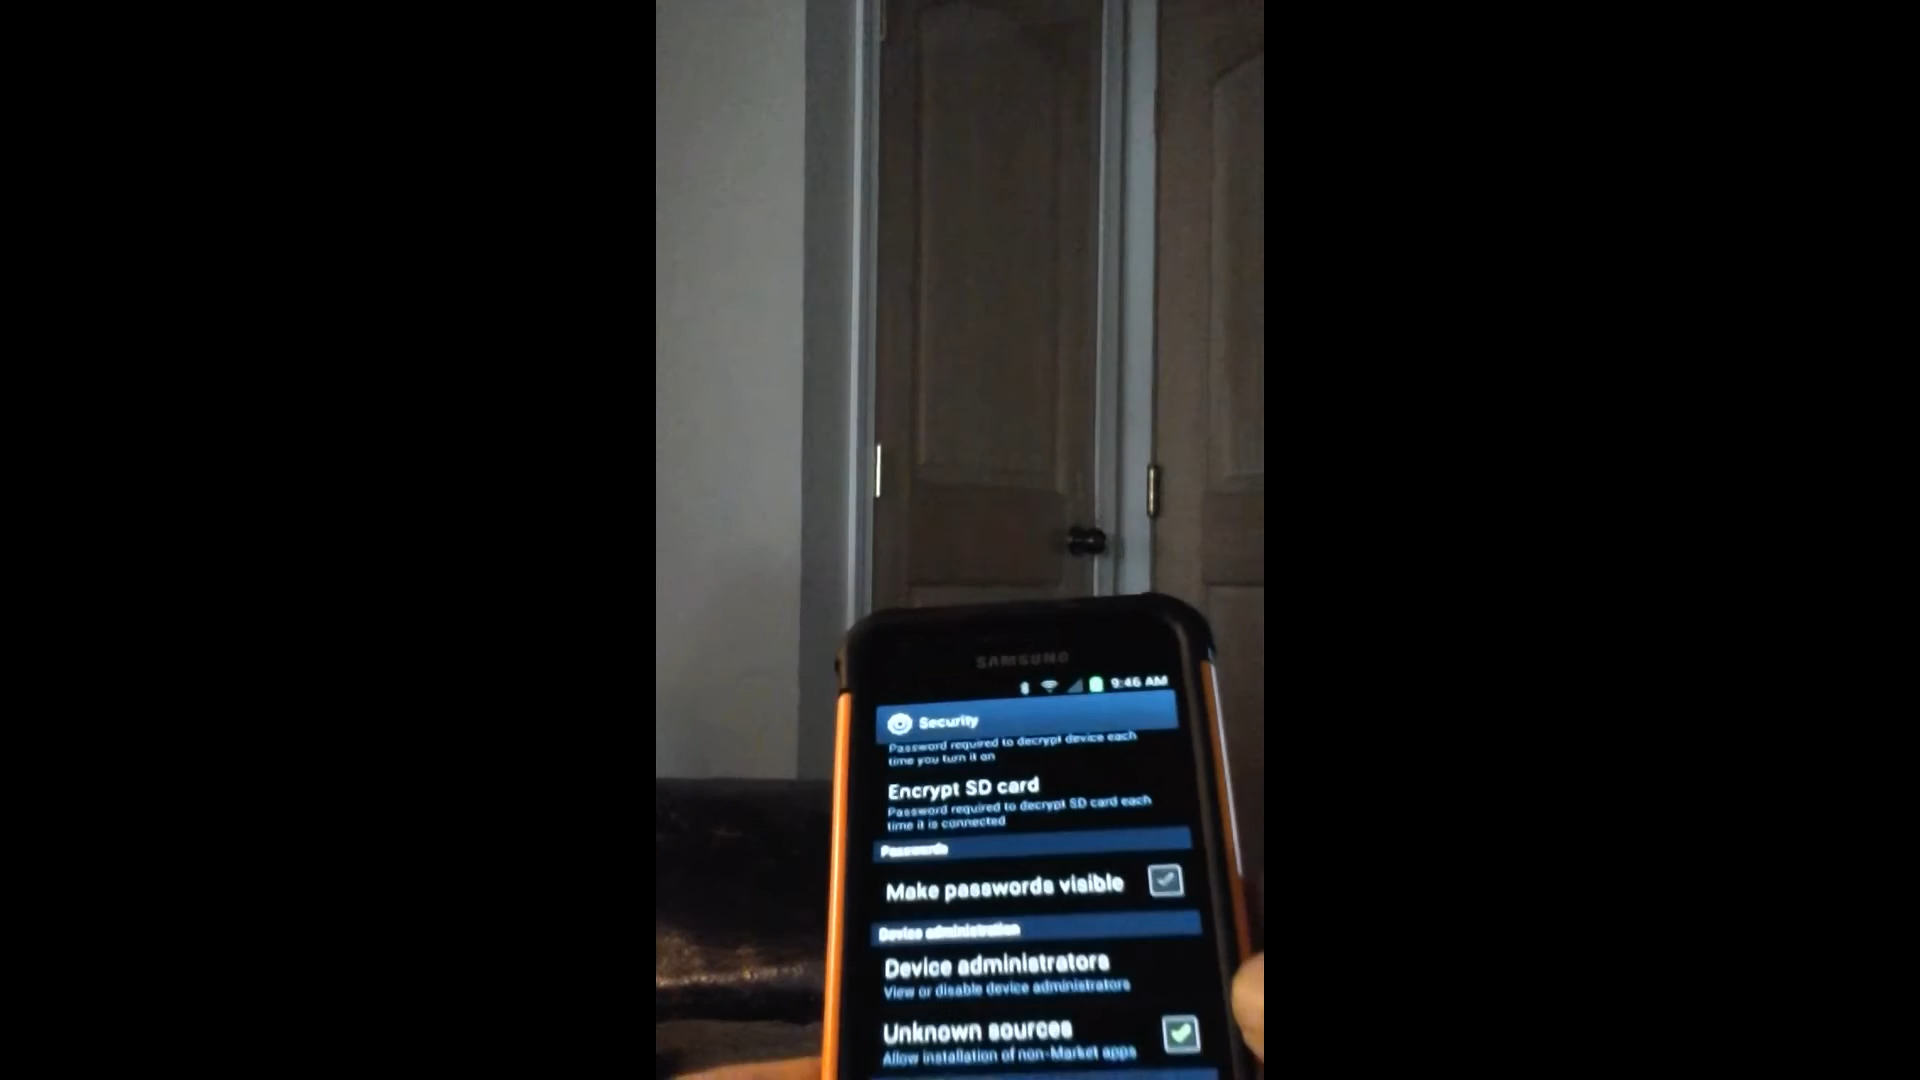 SAMSUNG
9:46 AM
Security
Password required to decrypt device each
time you turn it on
Encrypt SD card
Password required to decrypt SD card each
time it is connected
Passwords
Make passwords visible
Device administration
Device administrators
View or disable device administrators
Unknown sources
Allow installation of non-Market apps